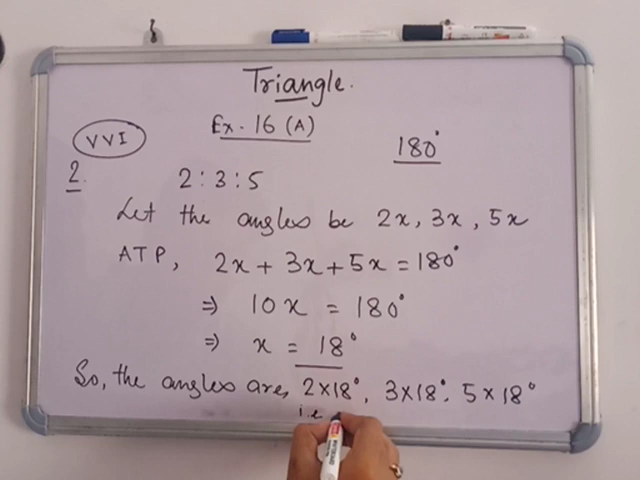 Triangle.
Ex. 16 (A)
VVI
180°
2.
2 : 3 : 5
Let the angles be 2x, 3x, 5x
ATP, 2x + 3x + 5x = 180°
⇒ 10x = 180°
⇒ x = 18°
So, the angles are, 2×18°, 3×18°. 5×18°
i.e